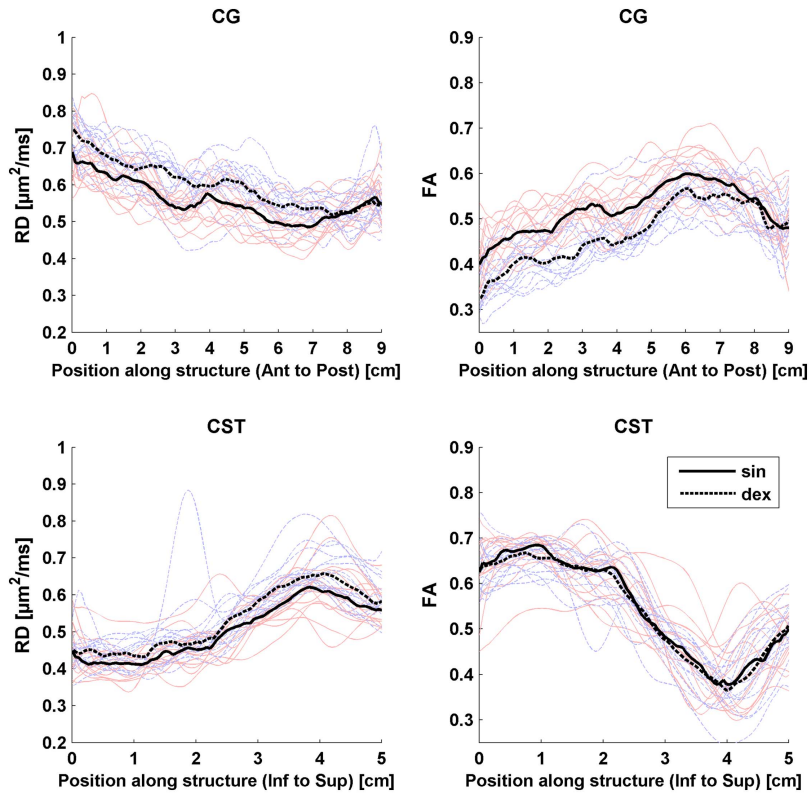 CG
1
0.9
0.8
0.7
0.6
0.5
0.4
0.3
0.2
RD [µm²/ms]
0 1 2 3 4 5 6 7 8 9
Position along structure (Ant to Post) [cm]
CG
0.9
0.8
0.7
0.6
0.5
0.4
0.3
FA
0 1 2 3 4 5 6 7 8 9
Position along structure (Ant to Post) [cm]
CST
1
0.9
0.8
0.7
0.6
0.5
0.4
0.3
0.2
RD [µm²/ms]
0 1 2 3 4 5
Position along structure (Inf to Sup) [cm]
CST
0.9
0.8
0.7
0.6
0.5
0.4
0.3
FA
sin
dex
0 1 2 3 4 5
Position along structure (Inf to Sup) [cm]